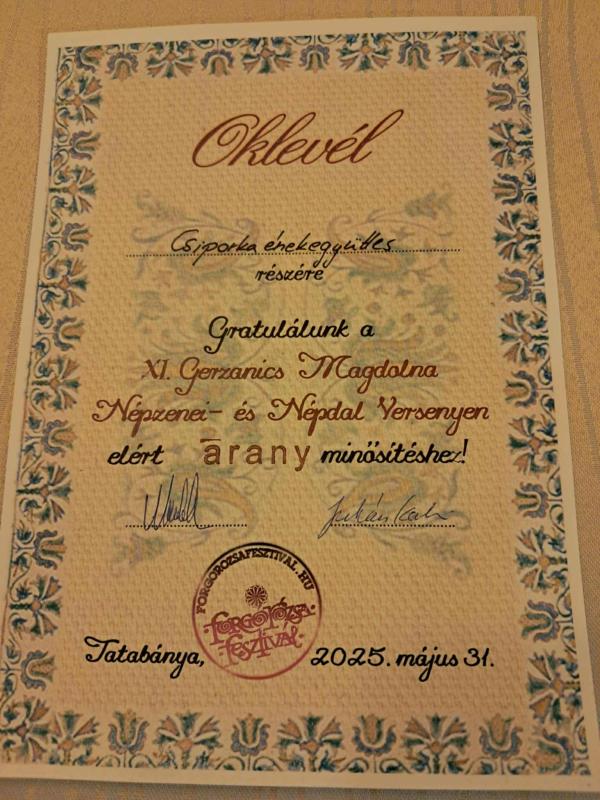 Oklevél
Csiporka énekegyüttes
részére
Gratulálunk a
XI. Gerzanics Magdolna
Népzenei- és Népdal Versenyen
elért arany minősítéshez!
FORGOROZSAFESZTIVAL.HU
FORGÓRÓZSA
FESZTIVÁL
Tatabánya, 2025. május 31.